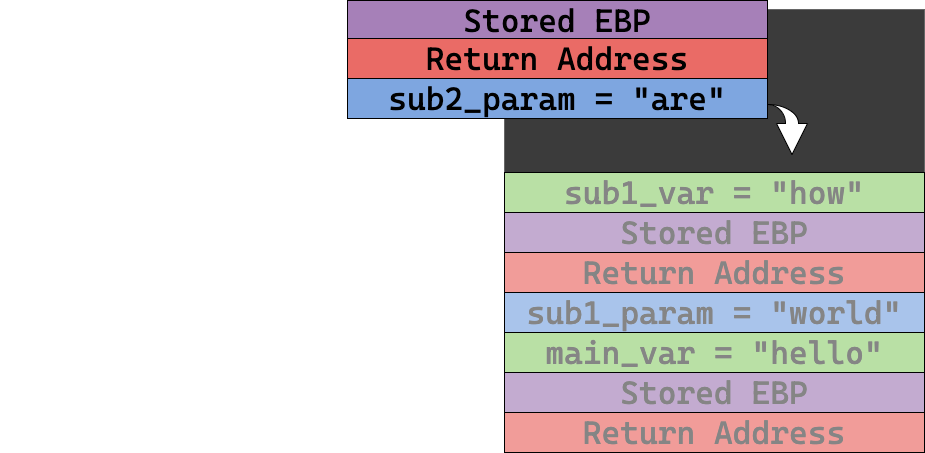 Stored EBP
Return Address
sub2_param = "are"
sub1_var = "how"
Stored EBP
Return Address
sub1_param = "world"
main_var = "hello"
Stored EBP
Return Address